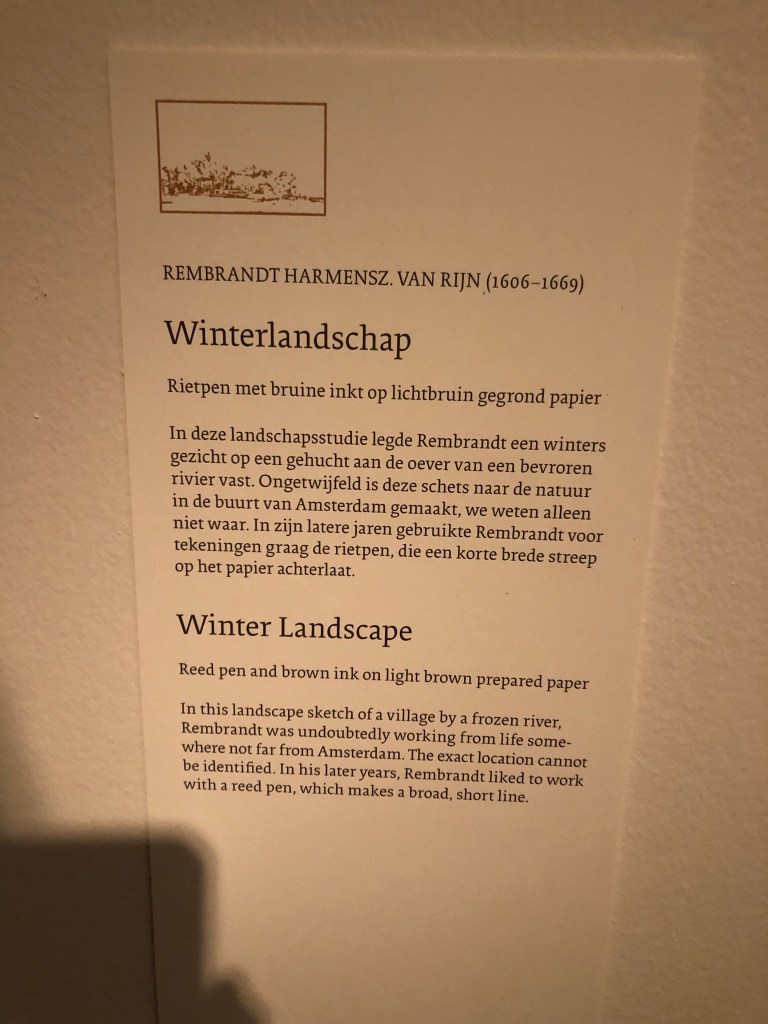 REMBRANDT HARMENSZ. VAN RIJN (1606–1669)
Winterlandschap
Rietpen met bruine inkt op lichtbruin gegrond papier
In deze landschapsstudie legde Rembrandt een winters
gezicht op een gehucht aan de oever van een bevroren
rivier vast. Ongetwijfeld is deze schets naar de natuur
in de buurt van Amsterdam gemaakt, we weten alleen
niet waar. In zijn latere jaren gebruikte Rembrandt voor
tekeningen graag de rietpen, die een korte brede streep
op het papier achterlaat.
Winter Landscape
Reed pen and brown ink on light brown prepared paper
In this landscape sketch of a village by a frozen river,
Rembrandt was undoubtedly working from life some-
where not far from Amsterdam. The exact location cannot
be identified. In his later years, Rembrandt liked to work
with a reed pen, which makes a broad, short line.